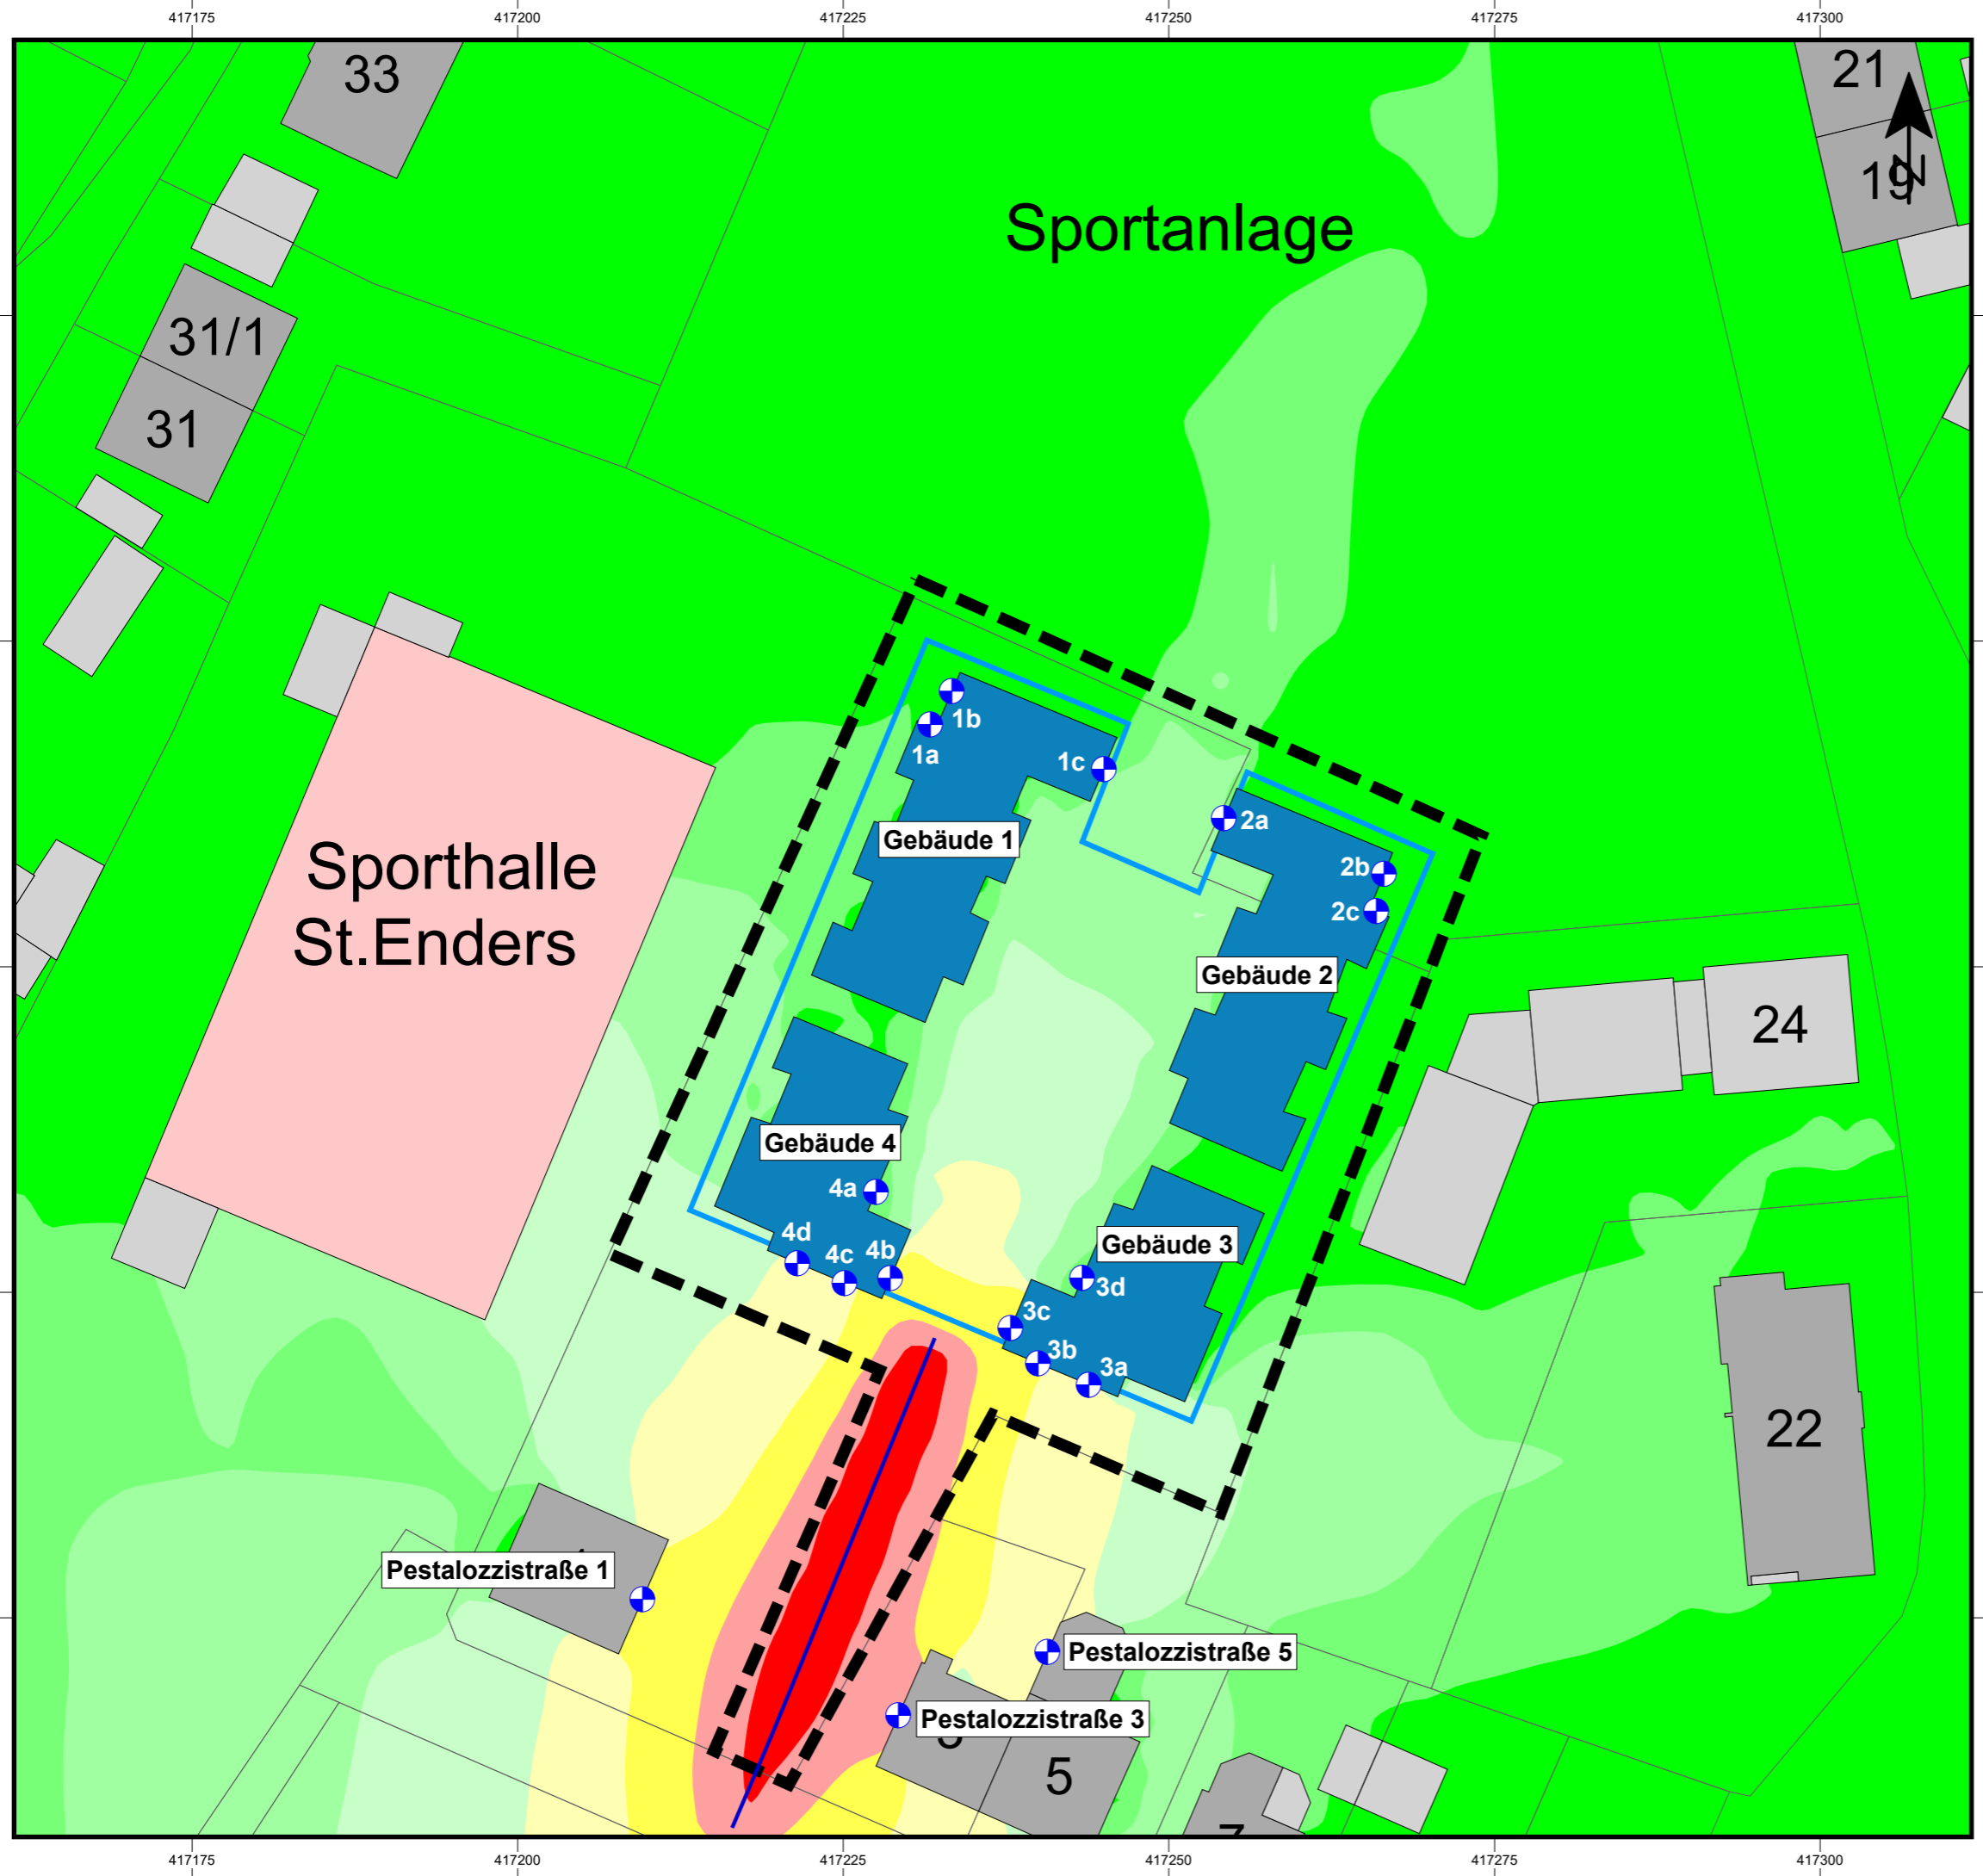 417175 417200 417225 417250 417275 417300
33
21
19
N
Sportanlage
31/1
31
1b
1a
1c
2a
Gebäude 1
2b
Sporthalle
St.Enders
2c
Gebäude 2
24
Gebäude 4
4a
4d
4b
4c
Gebäude 3
3d
3c
3b
3a
22
Pestalozzistraße 1
Pestalozzistraße 5
Pestalozzistraße 3
5
7
417175 417200 417225 417250 417275 417300